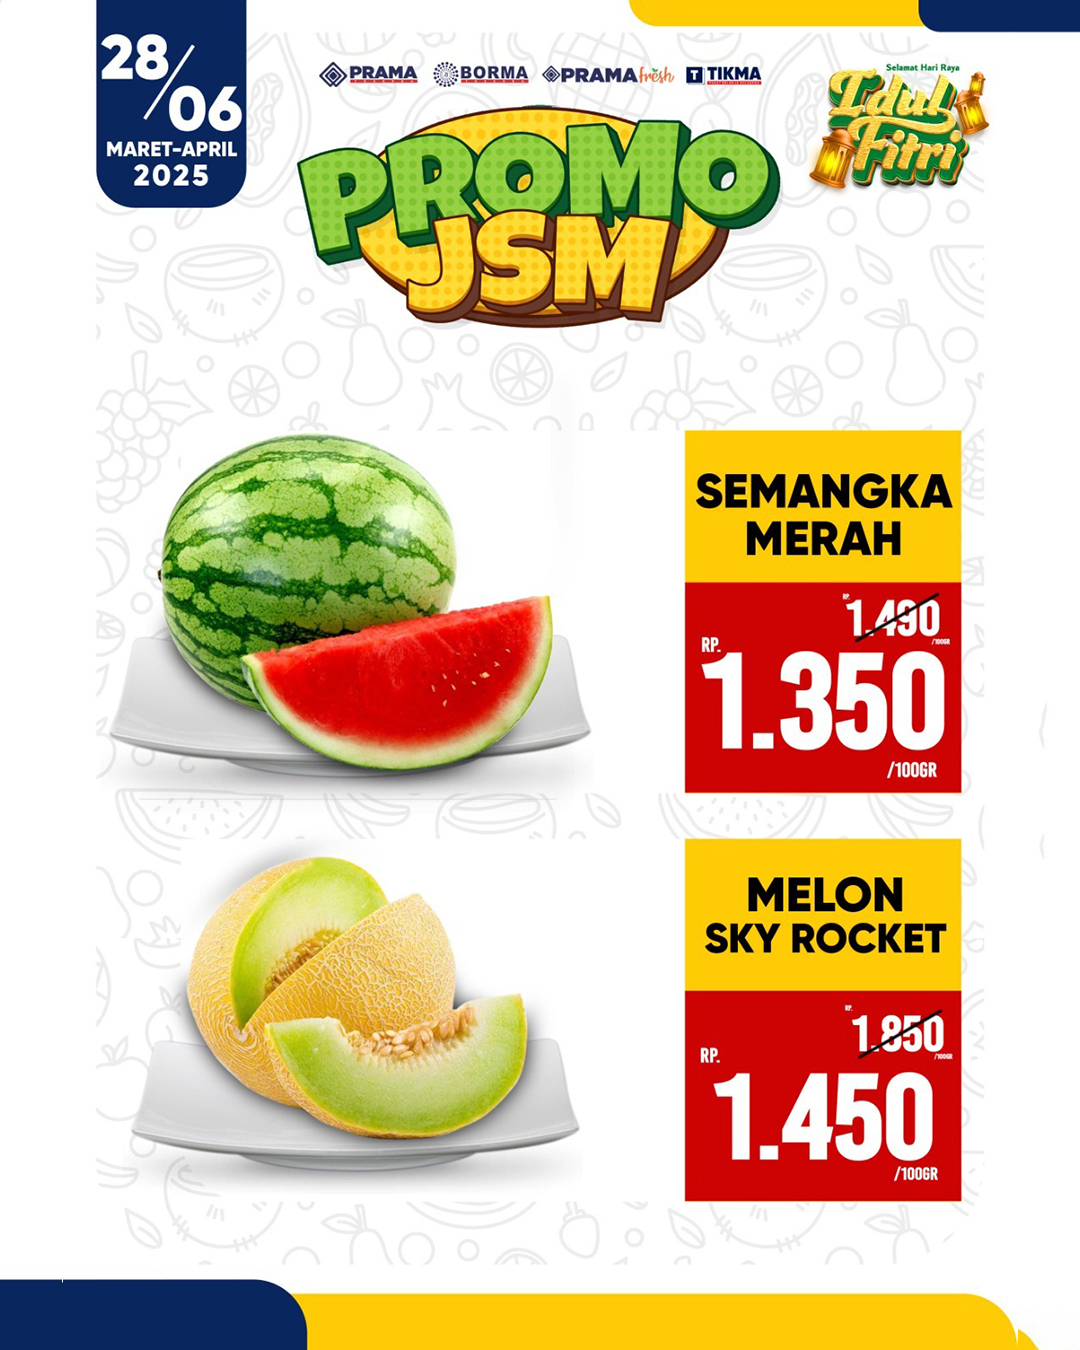 28/06
MARET-APRIL
2025
PRAMA
BORMA
PRAMA fresh
TIKMA
Selamat Hari Raya
Idul
Fitri
PROMO
JSM
SEMANGKA
MERAH
RP.
1.490
/100GR
RP.
1.350
/100GR
MELON
SKY ROCKET
RP.
1.850
/100GR
RP.
1.450
/100GR